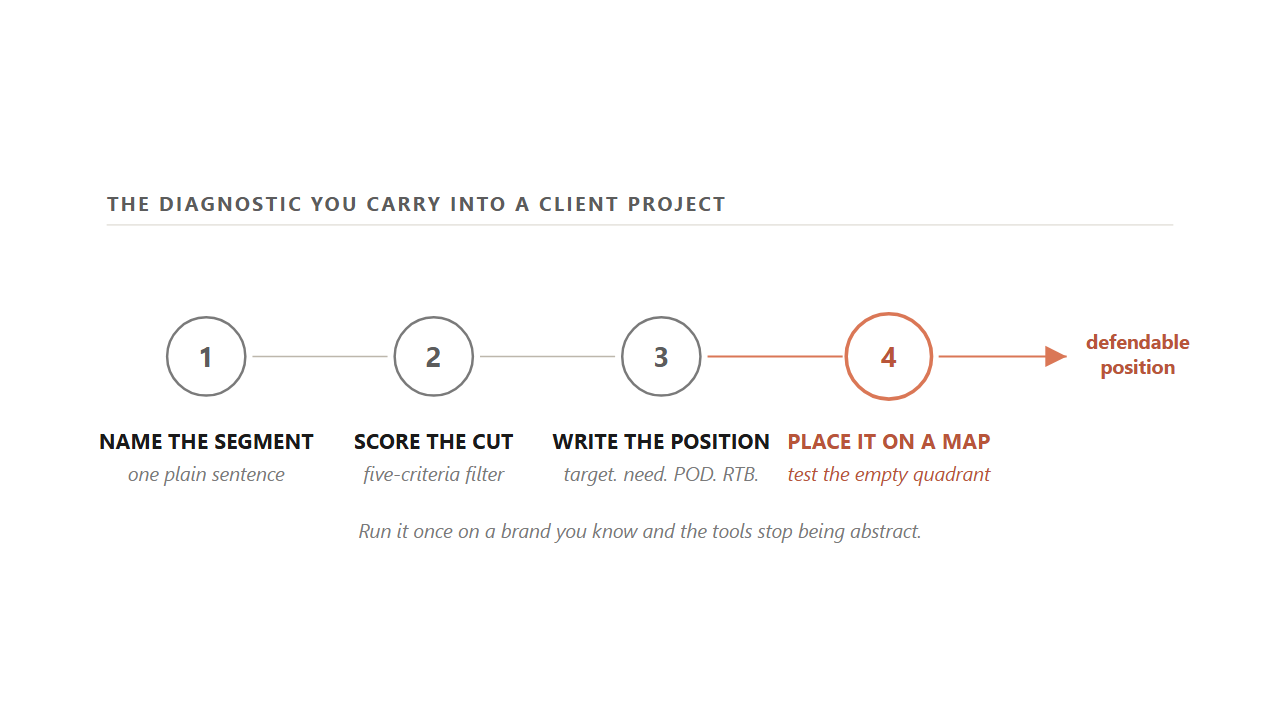 THE DIAGNOSTIC YOU CARRY INTO A CLIENT PROJECT
1
2
3
4
defendable
position
NAME THE SEGMENT
SCORE THE CUT
WRITE THE POSITION
PLACE IT ON A MAP
one plain sentence
five-criteria filter
target. need. POD. RTB.
test the empty quadrant
Run it once on a brand you know and the tools stop being abstract.